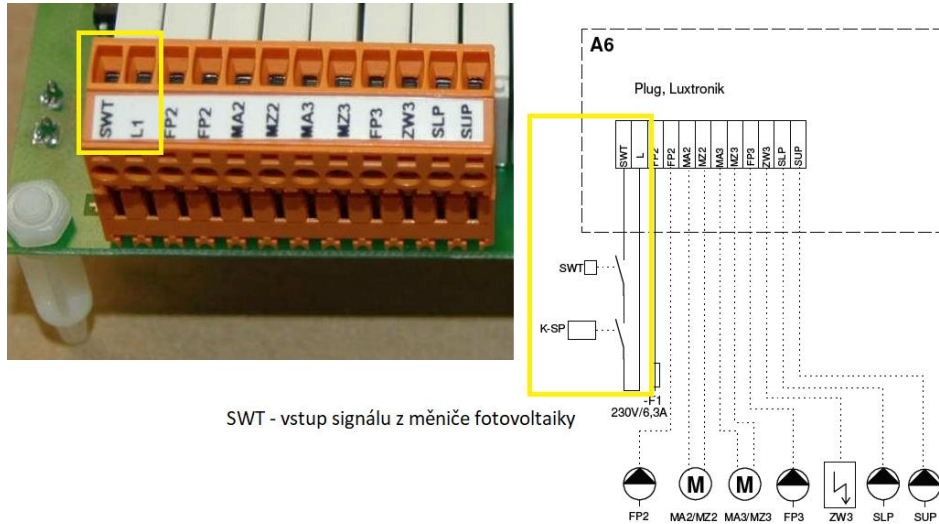 SWT L1 FP2 FP2 MA2 MZ2 MA3 MZ3 FP3 ZW3 SLP SUP
SWT - vstup signálu z měniče fotovoltaiky
A6
Plug, Luxtronik
SWT L FP2 FP2 MA2 MZ2 MA3 MZ3 FP3 ZW3 SLP SUP
SWT
K-SP
-F1
230V/6,3A
M M
FP2 MA2/MZ2 MA3/MZ3 FP3 ZW3 SLP SUP